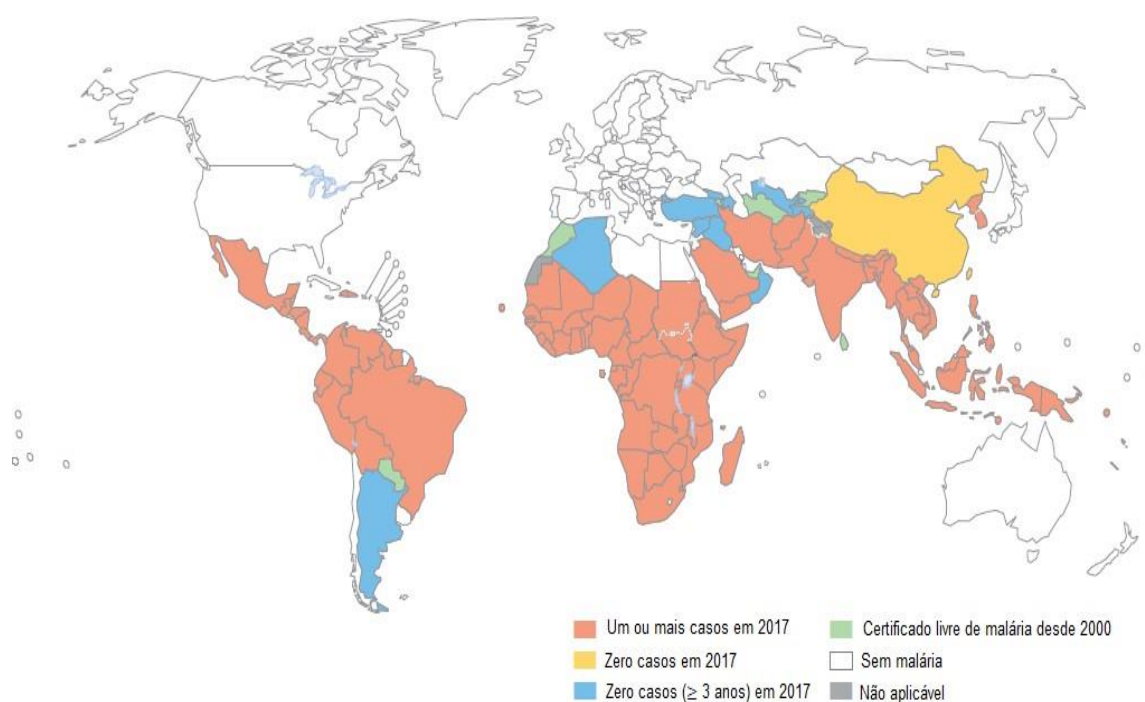 Um ou mais casos em 2017
Zero casos em 2017
Zero casos (≥ 3 anos) em 2017
Certificado livre de malária desde 2000
Sem malária
Não aplicável